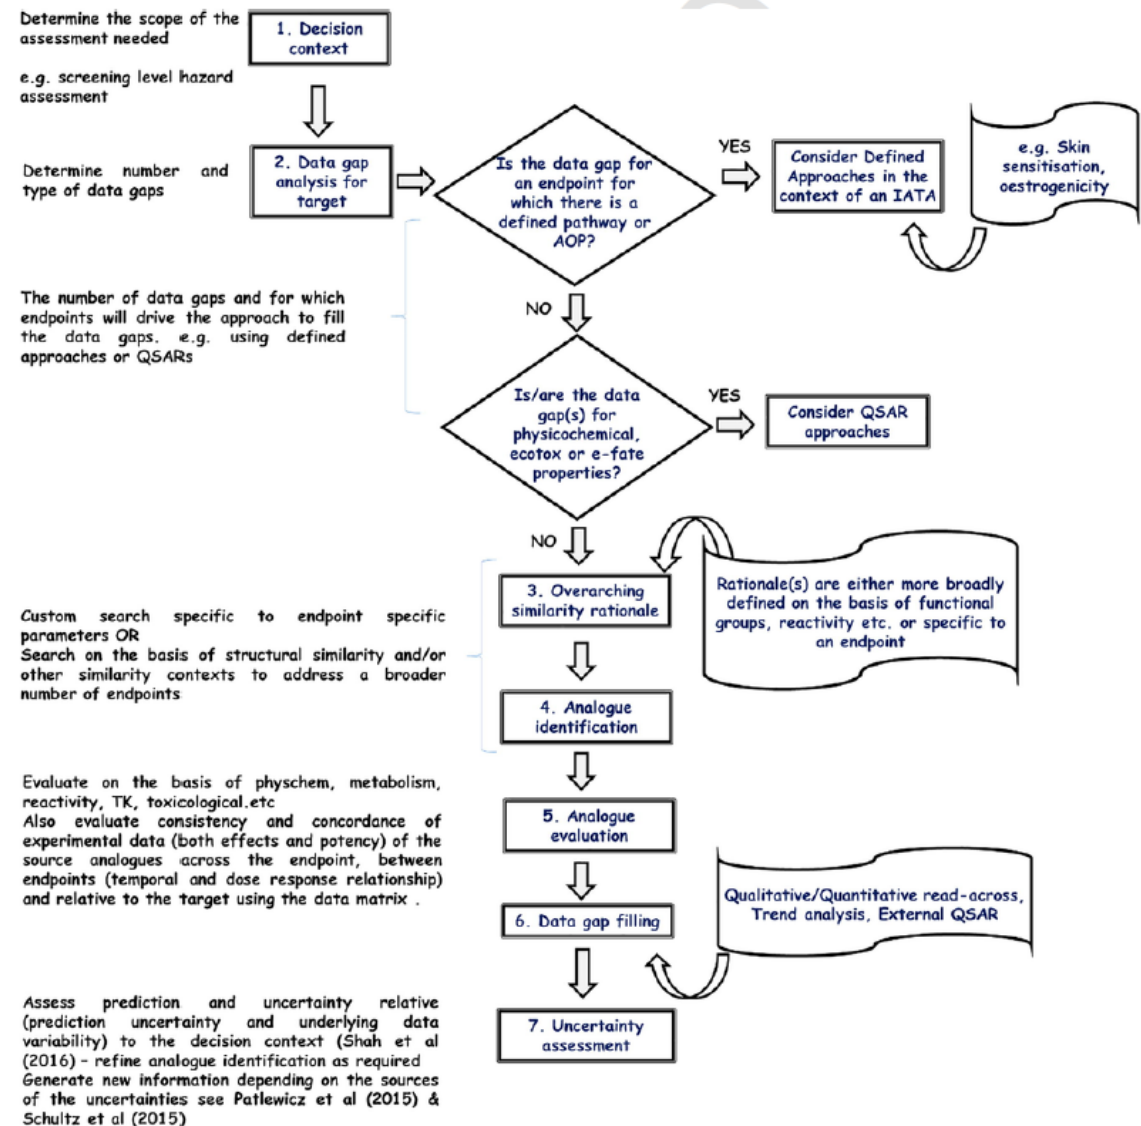 Determine the scope of the
assessment needed
e.g. screening level hazard
assessment
1. Decision
context
Determine number and
type of data gaps
2. Data gap
analysis for
target
Is the data gap for
an endpoint for
which there is a
defined pathway or
AOP?
YES
Consider Defined
Approaches in the
context of an IATA
e.g. Skin
sensitisation,
oestrogenicity
The number of data gaps and for which
endpoints will drive the approach to fill
the data gaps. e.g. using defined
approaches or QSARs
NO
Is/are the data
gap(s) for
physicochemical,
ecotox or e-fate
properties?
YES
Consider QSAR
approaches
NO
3. Overarching
similarity rationale
Rationale(s) are either more broadly
defined on the basis of functional
groups, reactivity etc. or specific to
an endpoint
Custom search specific to endpoint specific
parameters OR
Search on the basis of structural similarity and/or
other similarity contexts to address a broader
number of endpoints
4. Analogue
identification
Evaluate on the basis of physchem, metabolism,
reactivity, TK, toxicological.etc
Also evaluate consistency and concordance of
experimental data (both effects and potency) of the
source analogues across the endpoint, between
endpoints (temporal and dose response relationship)
and relative to the target using the data matrix .
5. Analogue
evaluation
6. Data gap filling
Qualitative/Quantitative read-across,
Trend analysis, External QSAR
Assess prediction and uncertainty relative
(prediction uncertainty and underlying data
variability) to the decision context (Shah et al
(2016) - refine analogue identification as required
Generate new information depending on the sources
of the uncertainties see Patlewicz et al (2015) &
Schultz et al (2015)
7. Uncertainty
assessment